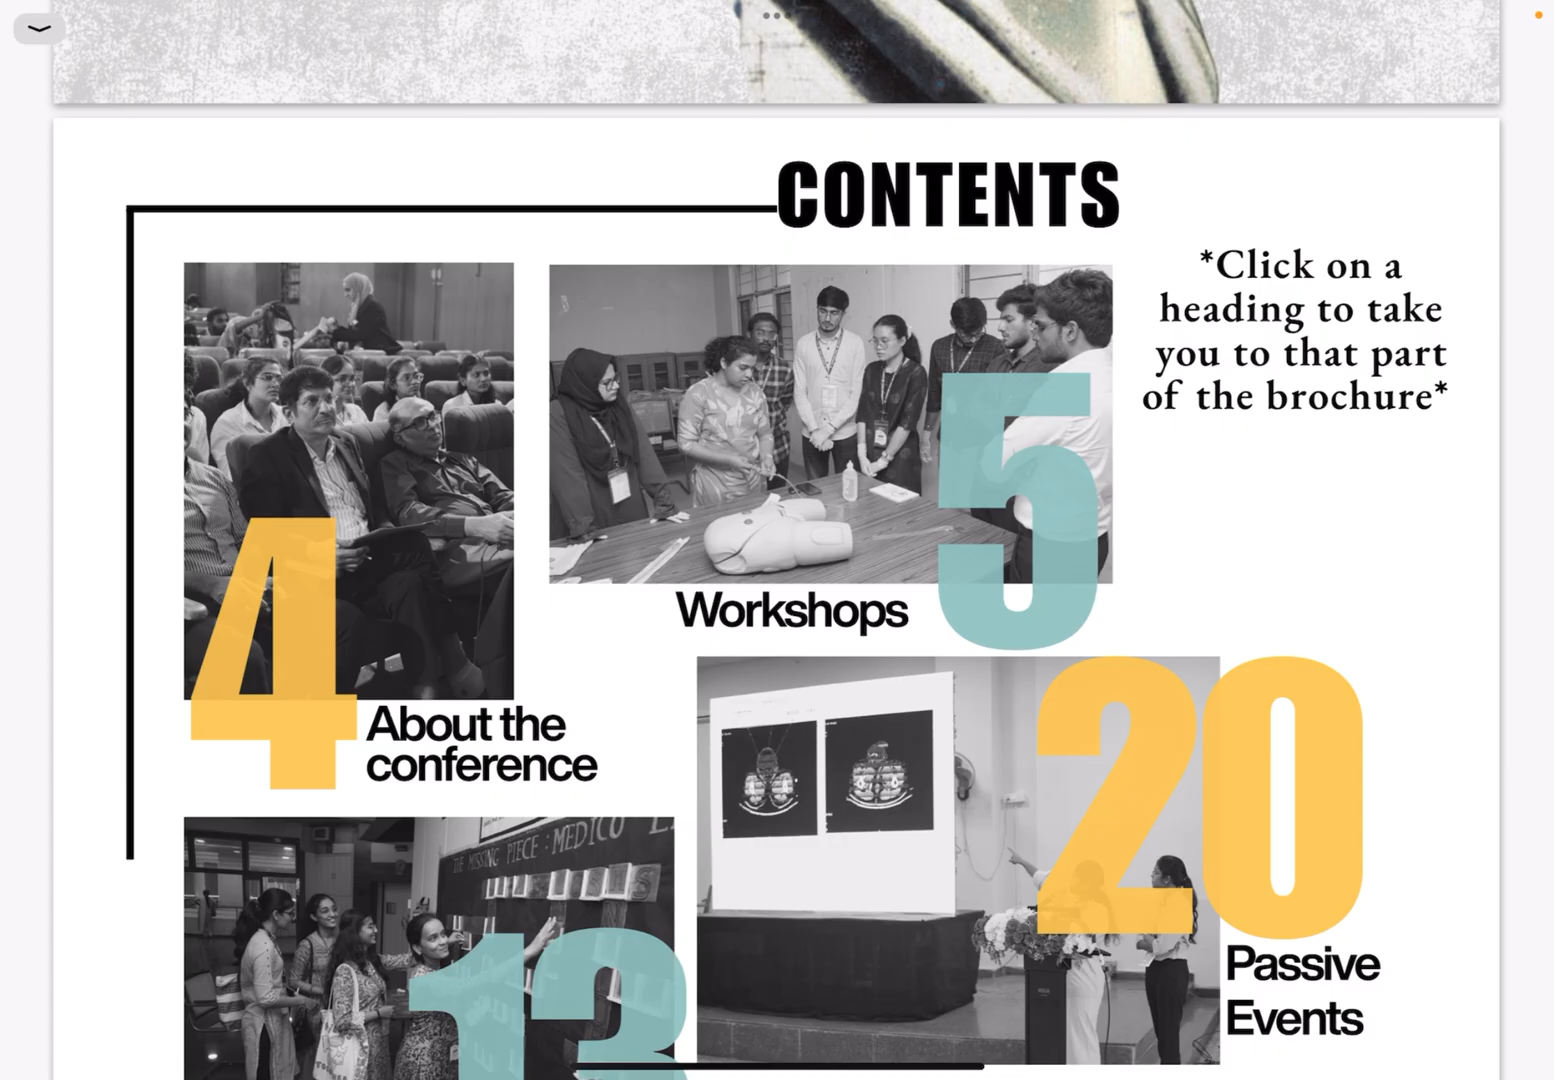 CONTENTS
*Click on a
heading to take
you to that part
of the brochure*
5
Workshops
4
About the
conference
20
Passive
Events
THE MISSING PIECE : MEDICO
13